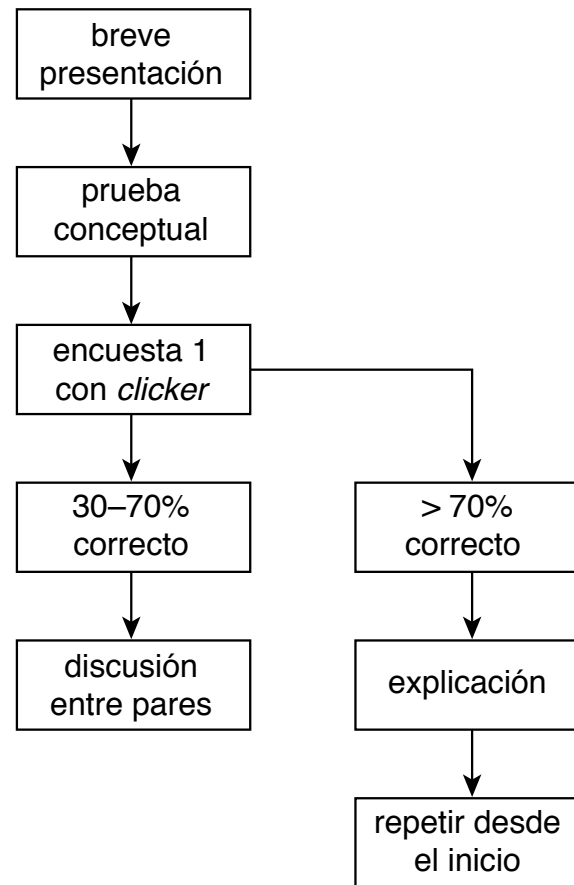 breve
presentación
prueba
conceptual
encuesta 1
con clicker
30–70%
correcto
> 70%
correcto
discusión
entre pares
explicación
repetir desde
el inicio